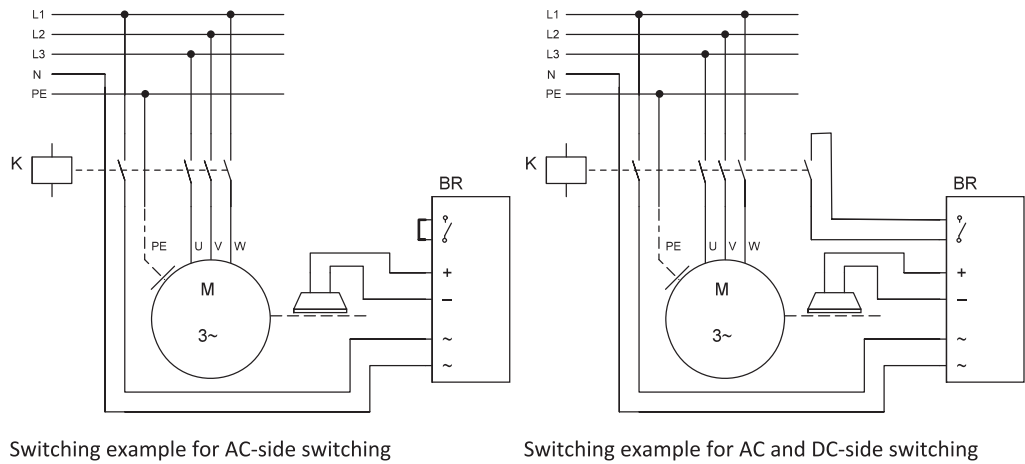 L1
L2
L3
N
PE
K
BR
PE U V W
M
3~
+
−
~
~
Switching example for AC-side switching
L1
L2
L3
N
PE
K
BR
PE U V W
M
3~
+
−
~
~
Switching example for AC and DC-side switching